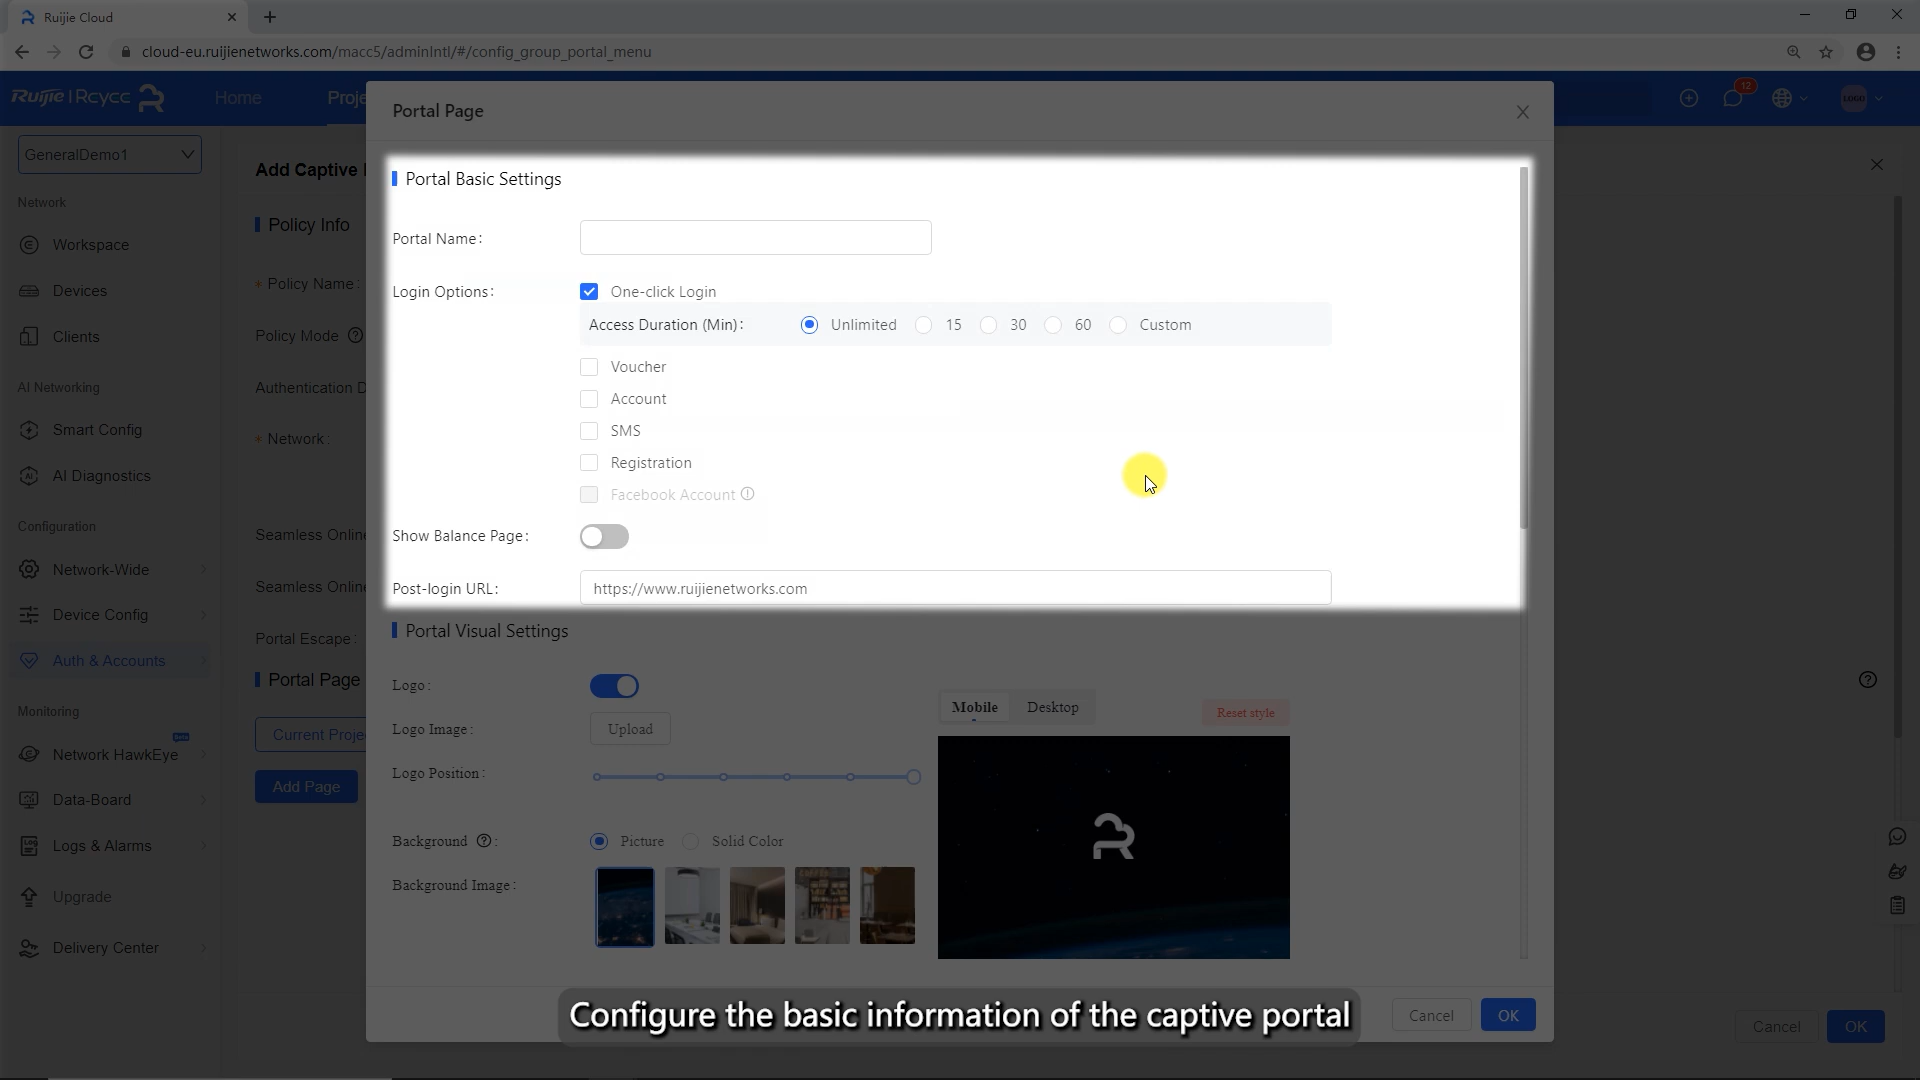 Ruijie Cloud
cloud-eu.ruijienetworks.com/macc5/adminIntl/#/config_group_portal_menu
Ruijie | Rcycc
Home
Proje
12
LOGO
Portal Page
GeneralDemo1
Add Captive
Portal Basic Settings
Network
Policy Info
Portal Name:
Workspace
* Policy Name:
Login Options:
One-click Login
Devices
Access Duration (Min):
Unlimited
15
30
60
Custom
Policy Mode
Clients
Voucher
AI Networking
Authentication D
Account
Smart Config
* Network:
SMS
Registration
AI Diagnostics
Facebook Account
Configuration
Seamless Online
Show Balance Page:
Network-Wide
Seamless Online
Post-login URL:
https://www.ruijienetworks.com
Device Config
Portal Escape:
Portal Visual Settings
Auth & Accounts
Portal Page
Logo:
Monitoring
Mobile
Desktop
Reset style
Logo Image:
Upload
Current Proje
Beta
Network HawkEye
Logo Position:
Add Page
Data-Board
Logs & Alarms
Background
:
Picture
Solid Color
Background Image:
Upgrade
Delivery Center
Configure the basic information of the captive portal
Cancel
OK
Cancel
OK